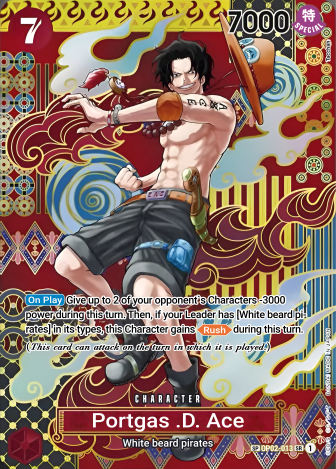 7
7000
特
SPECIAL
ASCE
On Play Give up to 2 of your opponent's Characters -3000
power during this turn. Then, if your Leader has [White beard pi-
rates] in its types, this Character gains Rush during this turn.
(This card can attack on the turn in which it is played.)
CHARACTER
Portgas .D. Ace
White beard pirates
SP OP02-013 SR 1